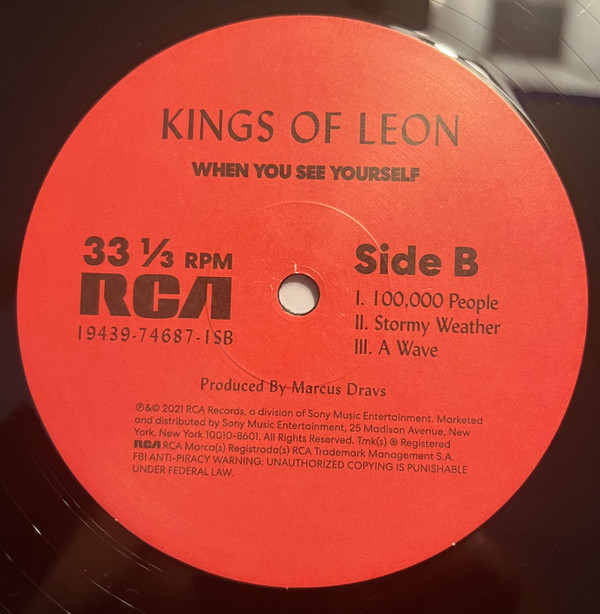 KINGS OF LEON
WHEN YOU SEE YOURSELF
33 ⅓ RPM
RCA
19439-74687-1SB
Side B
I. 100,000 People
II. Stormy Weather
III. A Wave
Produced By Marcus Dravs
℗&© 2021 RCA Records, a division of Sony Music Entertainment. Marketed
and distributed by Sony Music Entertainment, 25 Madison Avenue, New
York, New York 10010-8601. All Rights Reserved. Tmk(s) ® Registered
RCA RCA Marca(s) Registrada(s) RCA Trademark Management S.A.
FBI ANTI-PIRACY WARNING: UNAUTHORIZED COPYING IS PUNISHABLE
UNDER FEDERAL LAW.